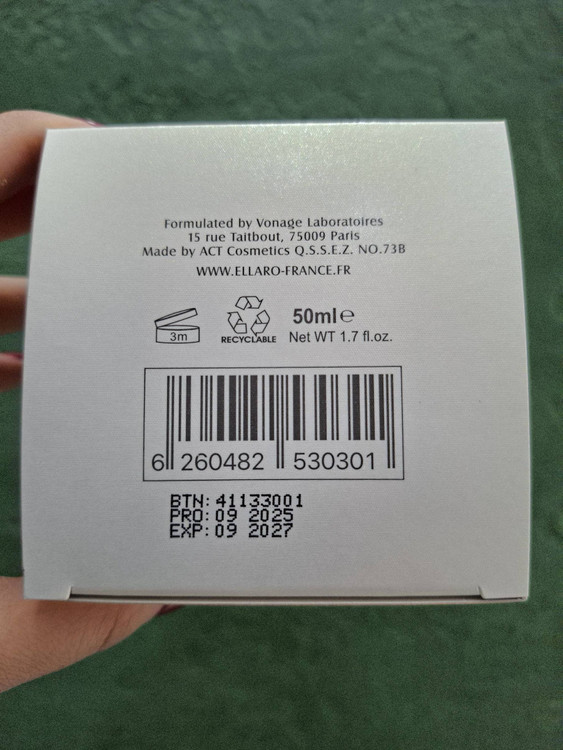 Formulated by Vonage Laboratoires
15 rue Taitbout, 75009 Paris
Made by ACT Cosmetics Q.S.S.E.Z. NO.73B
WWW.ELLARO-FRANCE.FR
3m
RECYCLABLE
50ml℮
Net WT 1.7 fl.oz.
6 260482 530301
BTN: 41133001
PRO: 09 2025
EXP: 09 2027